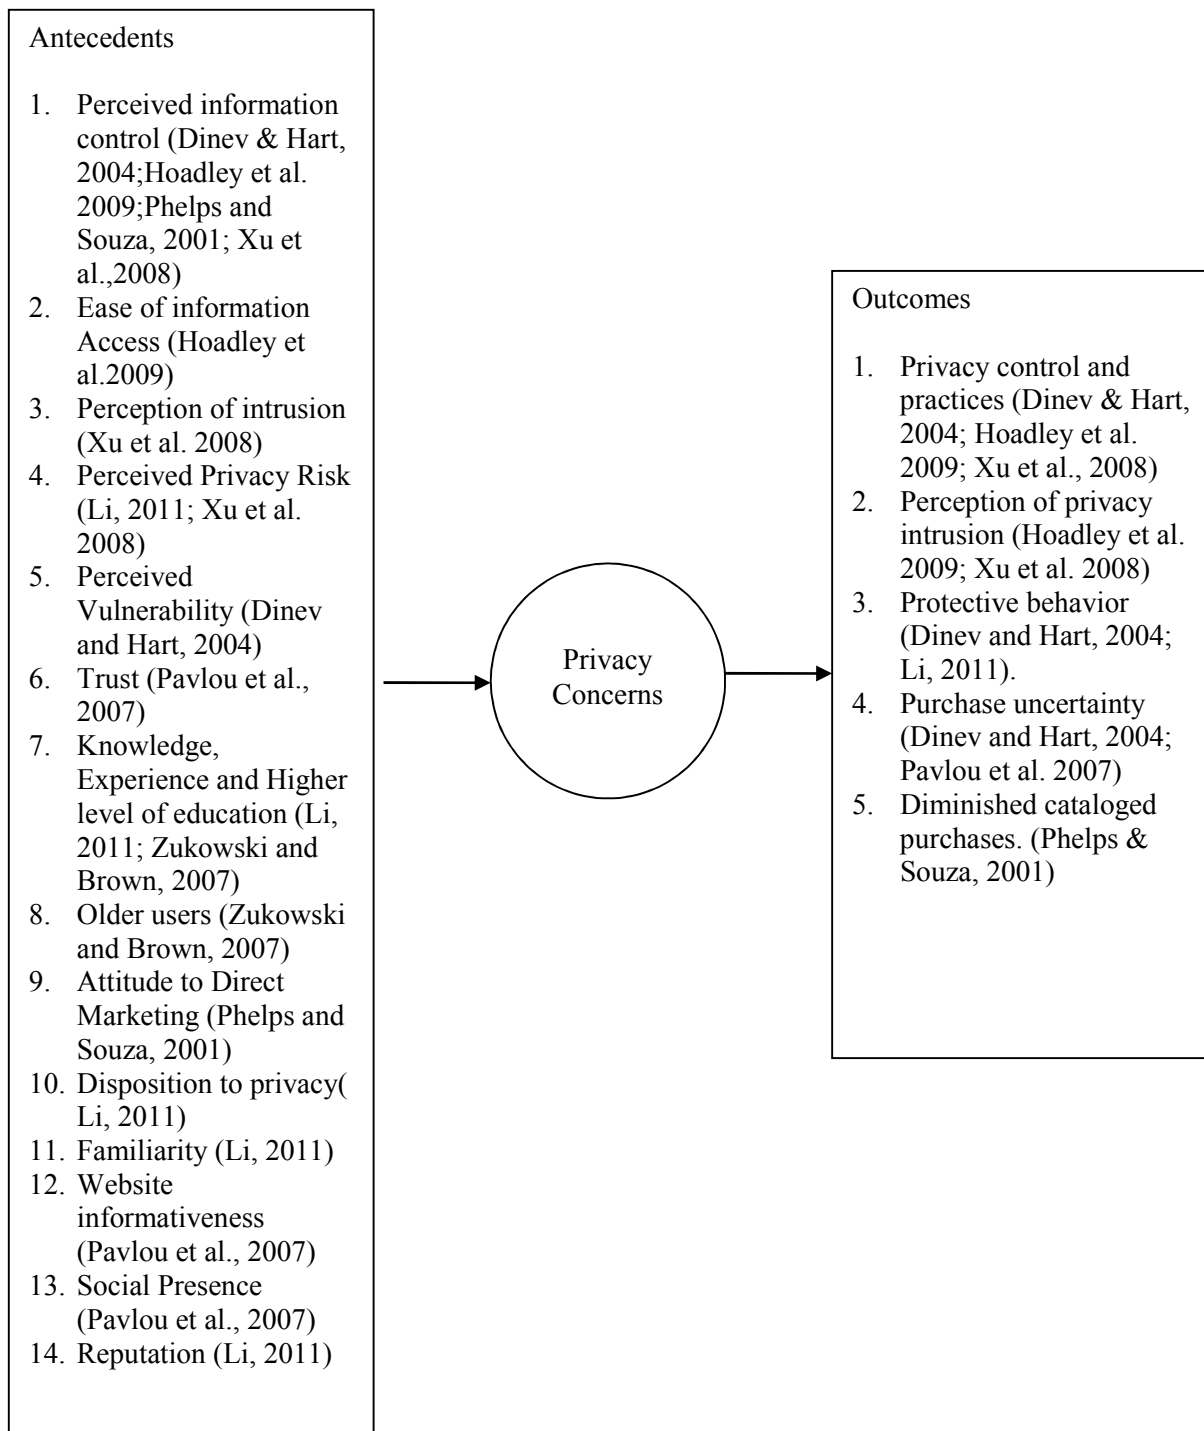 Antecedents
1. Perceived information
control (Dinev & Hart,
2004;Hoadley et al.
2009;Phelps and
Souza, 2001; Xu et
al.,2008)
2. Ease of information
Access (Hoadley et
al.2009)
3. Perception of intrusion
(Xu et al. 2008)
4. Perceived Privacy Risk
(Li, 2011; Xu et al.
2008)
5. Perceived
Vulnerability (Dinev
and Hart, 2004)
6. Trust (Pavlou et al.,
2007)
7. Knowledge,
Experience and Higher
level of education (Li,
2011; Zukowski and
Brown, 2007)
8. Older users (Zukowski
and Brown, 2007)
9. Attitude to Direct
Marketing (Phelps and
Souza, 2001)
10. Disposition to privacy(
Li, 2011)
11. Familiarity (Li, 2011)
12. Website
informativeness
(Pavlou et al., 2007)
13. Social Presence
(Pavlou et al., 2007)
14. Reputation (Li, 2011)
Privacy
Concerns
Outcomes
1. Privacy control and
practices (Dinev & Hart,
2004; Hoadley et al.
2009; Xu et al., 2008)
2. Perception of privacy
intrusion (Hoadley et al.
2009; Xu et al. 2008)
3. Protective behavior
(Dinev and Hart, 2004;
Li, 2011).
4. Purchase uncertainty
(Dinev and Hart, 2004;
Pavlou et al. 2007)
5. Diminished cataloged
purchases. (Phelps &
Souza, 2001)